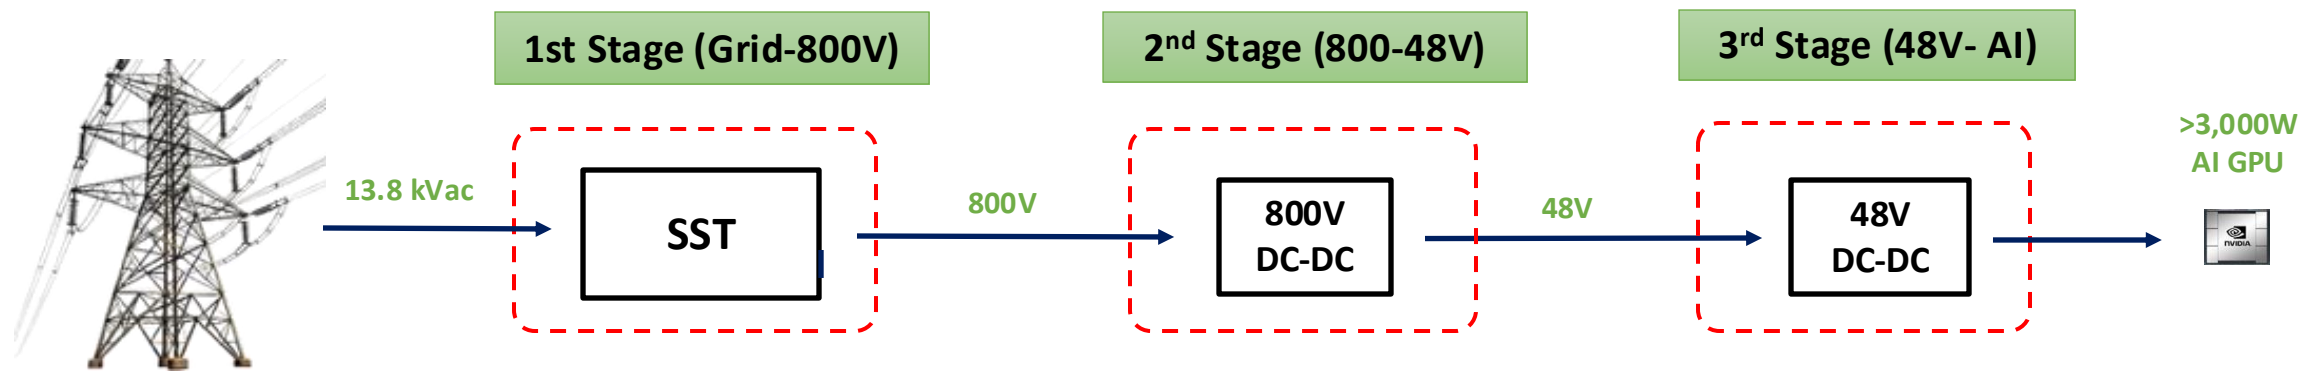 1st Stage (Grid-800V)
2nd Stage (800-48V)
3rd Stage (48V- AI)
13.8 kVac
SST
800V
800V
DC-DC
48V
48V
DC-DC
>3,000W
AI GPU
NVIDIA